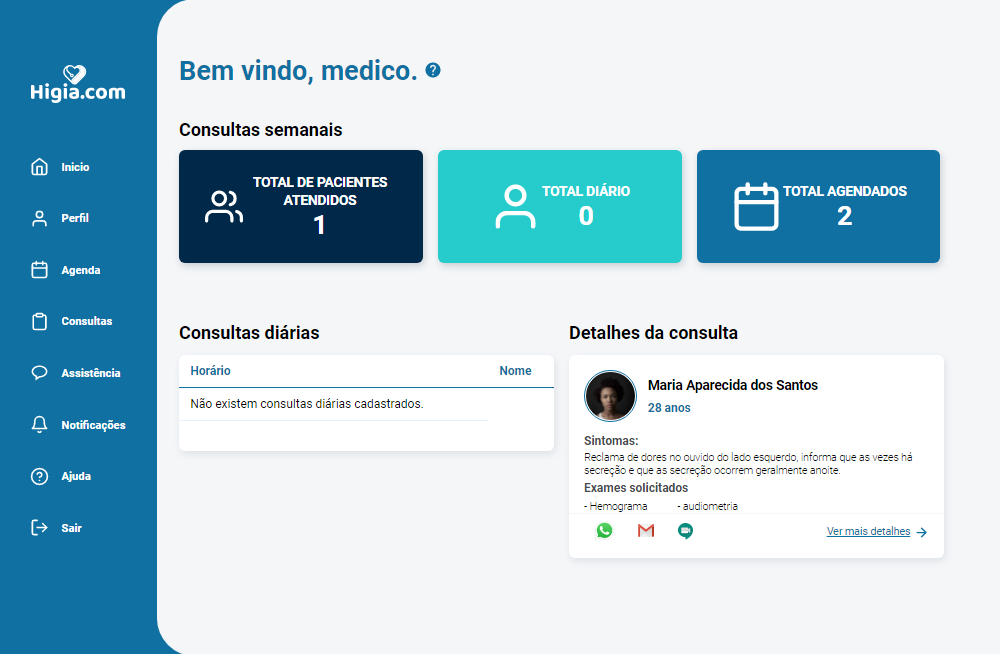 Higia.com
Inicio
Perfil
Agenda
Consultas
Assistência
Notificações
Ajuda
Sair
Bem vindo, medico. ?
Consultas semanais
TOTAL DE PACIENTES
ATENDIDOS
1
TOTAL DIÁRIO
0
TOTAL AGENDADOS
2
Consultas diárias
Horário Nome
Não existem consultas diárias cadastrados.
Detalhes da consulta
Maria Aparecida dos Santos
28 anos
Sintomas:
Reclama de dores no ouvido do lado esquerdo, informa que as vezes há
secreção e que as secreção ocorrem geralmente anoite.
Exames solicitados
- Hemograma - audiometria
Ver mais detalhes